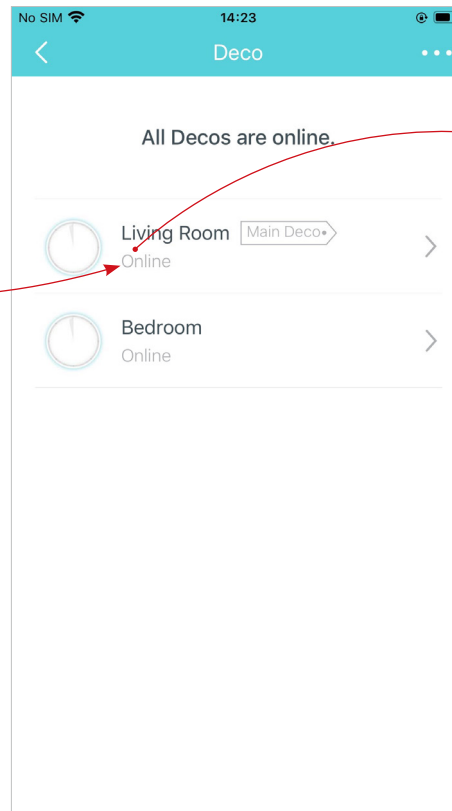 No SIM 14:23
Deco
All Decos are online.
Living Room Main Deco
Online
Bedroom
Online